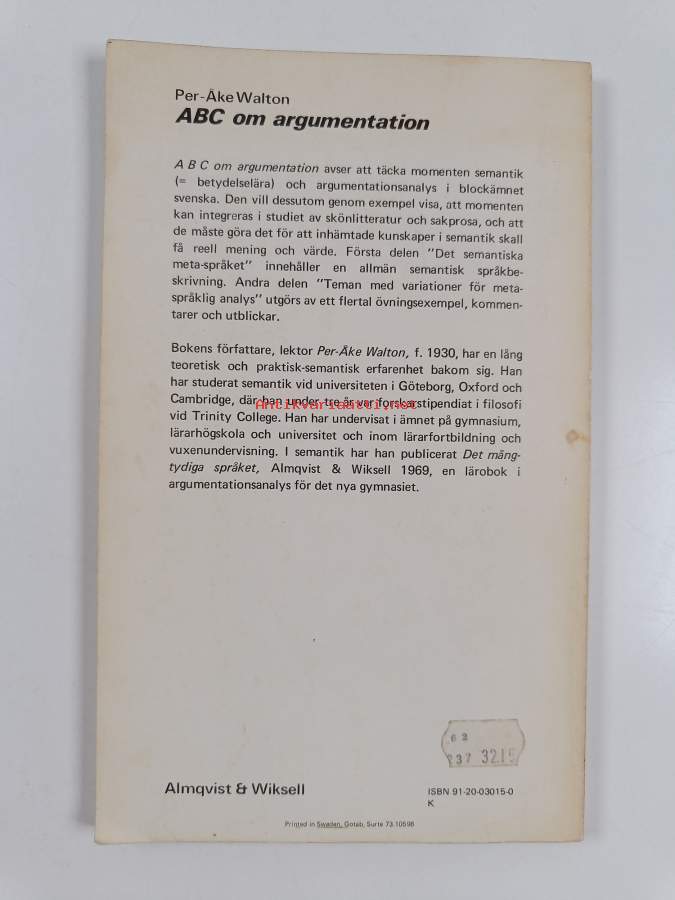 Per-Åke Walton
ABC om argumentation
A B C om argumentation avser att täcka momenten semantik
(= betydelselära) och argumentationsanalys i blockämnet
svenska. Den vill dessutom genom exempel visa, att momenten
kan integreras i studiet av skönlitteratur och sakprosa, och att
de måste göra det för att inhämtade kunskaper i semantik skall
få reell mening och värde. Första delen "Det semantiska
meta-språket" innehåller en allmän semantisk språkbe-
skrivning. Andra delen "Teman med variationer för meta-
språklig analys" utgörs av ett flertal övningsexempel, kommen-
tarer och utblickar.
Bokens författare, lektor Per-Åke Walton, f. 1930, har en lång
teoretisk och praktisk-semantisk erfarenhet bakom sig. Han
har studerat semantik vid universiteten i Göteborg, Oxford och
Cambridge, där han under tre år var forskarstipendiat i filosofi
Antikvariaatti.net
vid Trinity College. Han har undervisat i ämnet på gymnasium,
lärarhögskola och universitet och inom lärarfortbildning och
vuxenundervisning. I semantik har han publicerat Det mång-
tydiga språket, Almqvist & Wiksell 1969, en lärobok i
argumentationsanalys för det nya gymnasiet.
62
37 32.15
Almqvist & Wiksell
ISBN 91-20-03015-0
K
Printed in Sweden, Gotab, Surte 73 10598